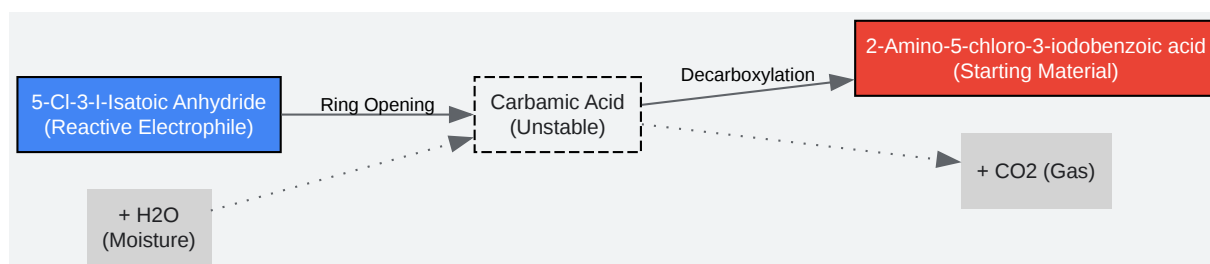 5-Cl-3-I-Isatoic Anhydride
(Reactive Electrophile)
+ H2O
(Moisture)
Ring Opening
Carbamic Acid
(Unstable)
Decarboxylation
2-Amino-5-chloro-3-iodobenzoic acid
(Starting Material)
+ CO2 (Gas)